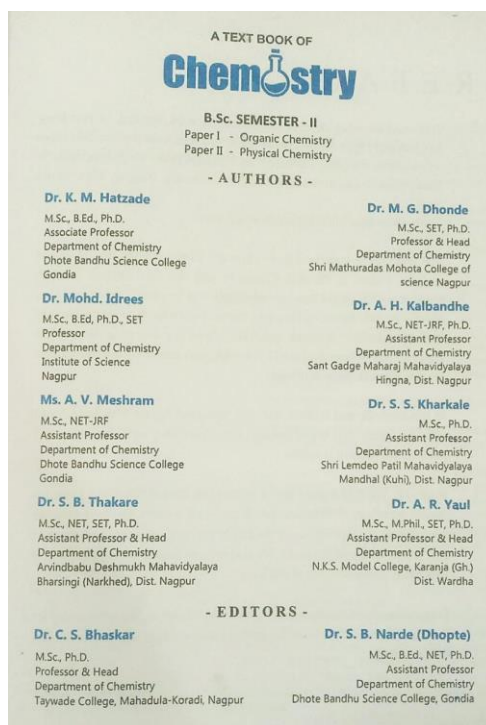 A TEXT BOOK OF
Chemistry
B.Sc. SEMESTER - II
Paper I - Organic Chemistry
Paper II - Physical Chemistry
- AUTHORS -
Dr. K. M. Hatzade
M.Sc., B.Ed., Ph.D.
Associate Professor
Department of Chemistry
Dhote Bandhu Science College
Gondia
Dr. M. G. Dhonde
M.Sc., SET, Ph.D.
Professor & Head
Department of Chemistry
Shri Mathuradas Mohota College of
science Nagpur
Dr. Mohd. Idrees
M.Sc., B.Ed, Ph.D., SET
Professor
Department of Chemistry
Institute of Science
Nagpur
Dr. A. H. Kalbandhe
M.Sc., NET-JRF, Ph.D.
Assistant Professor
Department of Chemistry
Sant Gadge Maharaj Mahavidyalaya
Hingna, Dist. Nagpur
Ms. A. V. Meshram
M.Sc., NET-JRF
Assistant Professor
Department of Chemistry
Dhote Bandhu Science College
Gondia
Dr. S. S. Kharkale
M.Sc., Ph.D.
Assistant Professor
Department of Chemistry
Shri Lemdeo Patil Mahavidyalaya
Mandhal (Kuhi), Dist. Nagpur
Dr. S. B. Thakare
M.Sc., NET, SET, Ph.D.
Assistant Professor & Head
Department of Chemistry
Arvindbabu Deshmukh Mahavidyalaya
Bharsingi (Narkhed), Dist. Nagpur
Dr. A. R. Yaul
M.Sc., M.Phil., SET, Ph.D.
Assistant Professor & Head
Department of Chemistry
N.K.S. Model College, Karanja (Gh.)
Dist. Wardha
- EDITORS -
Dr. C. S. Bhaskar
M.Sc., Ph.D.
Professor & Head
Department of Chemistry
Taywade College, Mahadula-Koradi, Nagpur
Dr. S. B. Narde (Dhopte)
M.Sc., B.Ed., NET, Ph.D.
Assistant Professor
Department of Chemistry
Dhote Bandhu Science College, Gondia